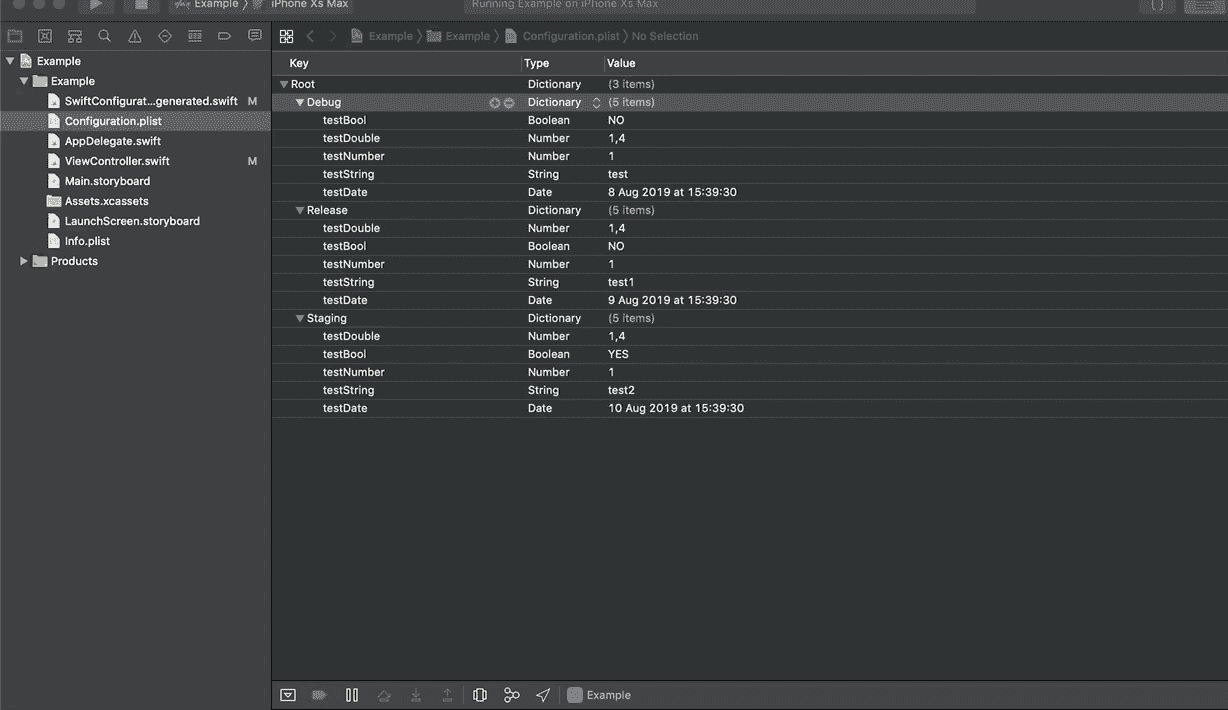 Example 〉 iPhone Xs Max
Running Example on iPhone Xs Max
{}
Example 〉 Example 〉 Configuration.plist 〉 No Selection
Example
Example
SwiftConfigurat...generated.swift M
Configuration.plist
AppDelegate.swift
ViewController.swift M
Main.storyboard
Assets.xcassets
LaunchScreen.storyboard
Info.plist
Products
Key Type Value
Root Dictionary (3 items)
Debug Dictionary (5 items)
testBool Boolean NO
testDouble Number 1,4
testNumber Number 1
testString String test
testDate Date 8 Aug 2019 at 15:39:30
Release Dictionary (5 items)
testDouble Number 1,4
testBool Boolean NO
testNumber Number 1
testString String test1
testDate Date 9 Aug 2019 at 15:39:30
Staging Dictionary (5 items)
testDouble Number 1,4
testBool Boolean YES
testNumber Number 1
testString String test2
testDate Date 10 Aug 2019 at 15:39:30
Example